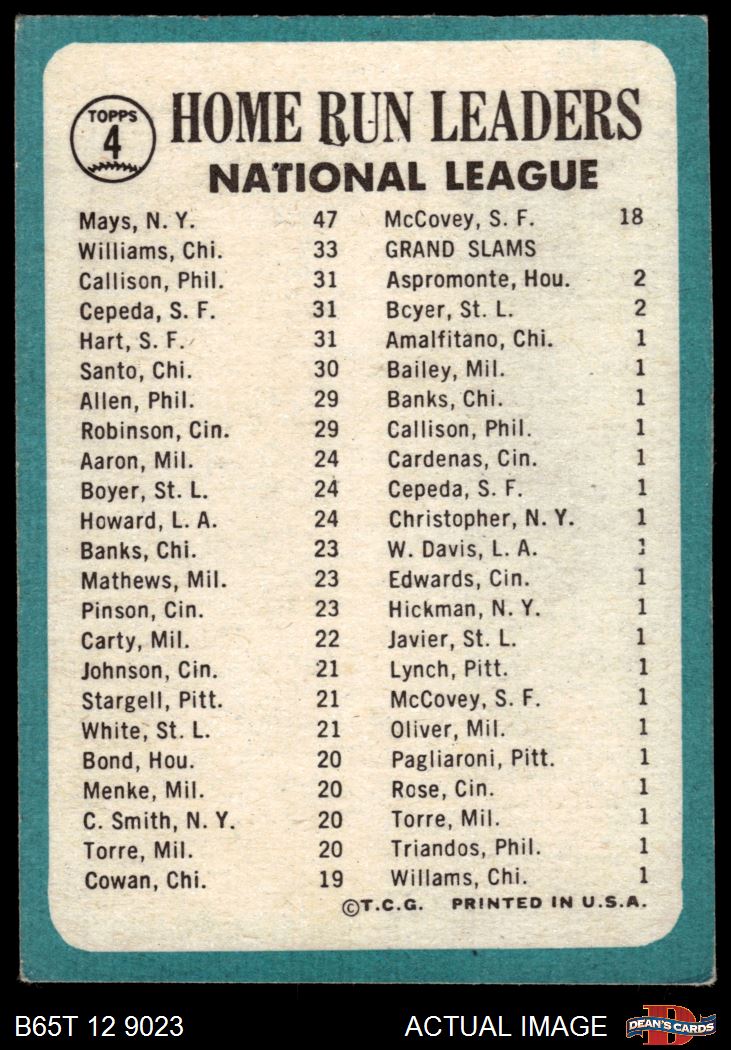 TOPPS
4
HOME RUN LEADERS
NATIONAL LEAGUE
Mays, N. Y. 47
Williams, Chi. 33
Callison, Phil. 31
Cepeda, S. F. 31
Hart, S. F. 31
Santo, Chi. 30
Allen, Phil. 29
Robinson, Cin. 29
Aaron, Mil. 24
Boyer, St. L. 24
Howard, L. A. 24
Banks, Chi. 23
Mathews, Mil. 23
Pinson, Cin. 23
Carty, Mil. 22
Johnson, Cin. 21
Stargell, Pitt. 21
White, St. L. 21
Bond, Hou. 20
Menke, Mil. 20
C. Smith, N. Y. 20
Torre, Mil. 20
Cowan, Chi. 19
McCovey, S. F. 18
GRAND SLAMS
Aspromonte, Hou. 2
Boyer, St. L. 2
Amalfitano, Chi. 1
Bailey, Mil. 1
Banks, Chi. 1
Callison, Phil. 1
Cardenas, Cin. 1
Cepeda, S. F. 1
Christopher, N. Y. 1
W. Davis, L. A. 1
Edwards, Cin. 1
Hickman, N. Y. 1
Javier, St. L. 1
Lynch, Pitt. 1
McCovey, S. F. 1
Oliver, Mil. 1
Pagliaroni, Pitt. 1
Rose, Cin. 1
Torre, Mil. 1
Triandos, Phil. 1
Willams, Chi. 1
©T.C.G. PRINTED IN U.S.A.
B65T 12 9023 ACTUAL IMAGE
DEAN'S CARDS